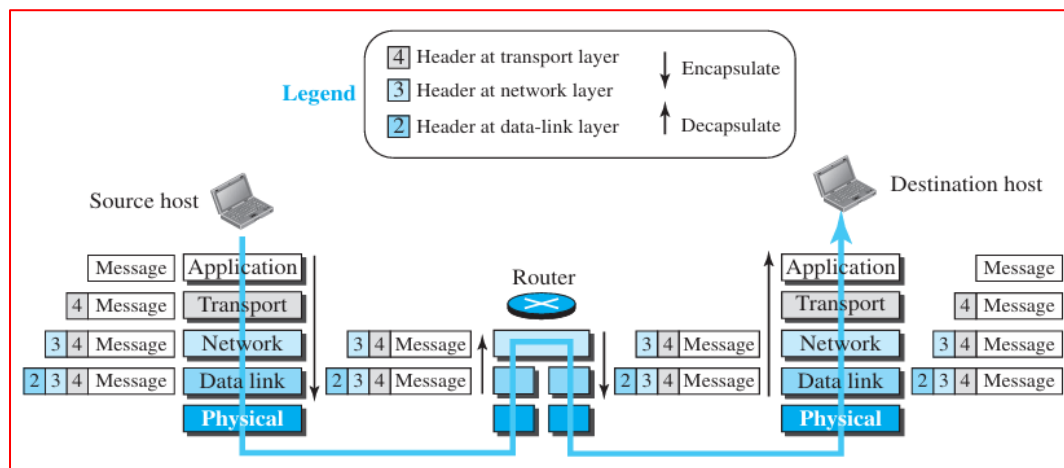 4 Header at transport layer
Encapsulate
Legend
3 Header at network layer
2 Header at data-link layer
Decapsulate
Source host
Destination host
Message Application
Router
Application Message
4 Message Transport
Transport 4 Message
3 4 Message Network
3 4 Message
3 4 Message
Network 3 4 Message
2 3 4 Message Data link
2 3 4 Message
2 3 4 Message
Data link 2 3 4 Message
Physical
Physical